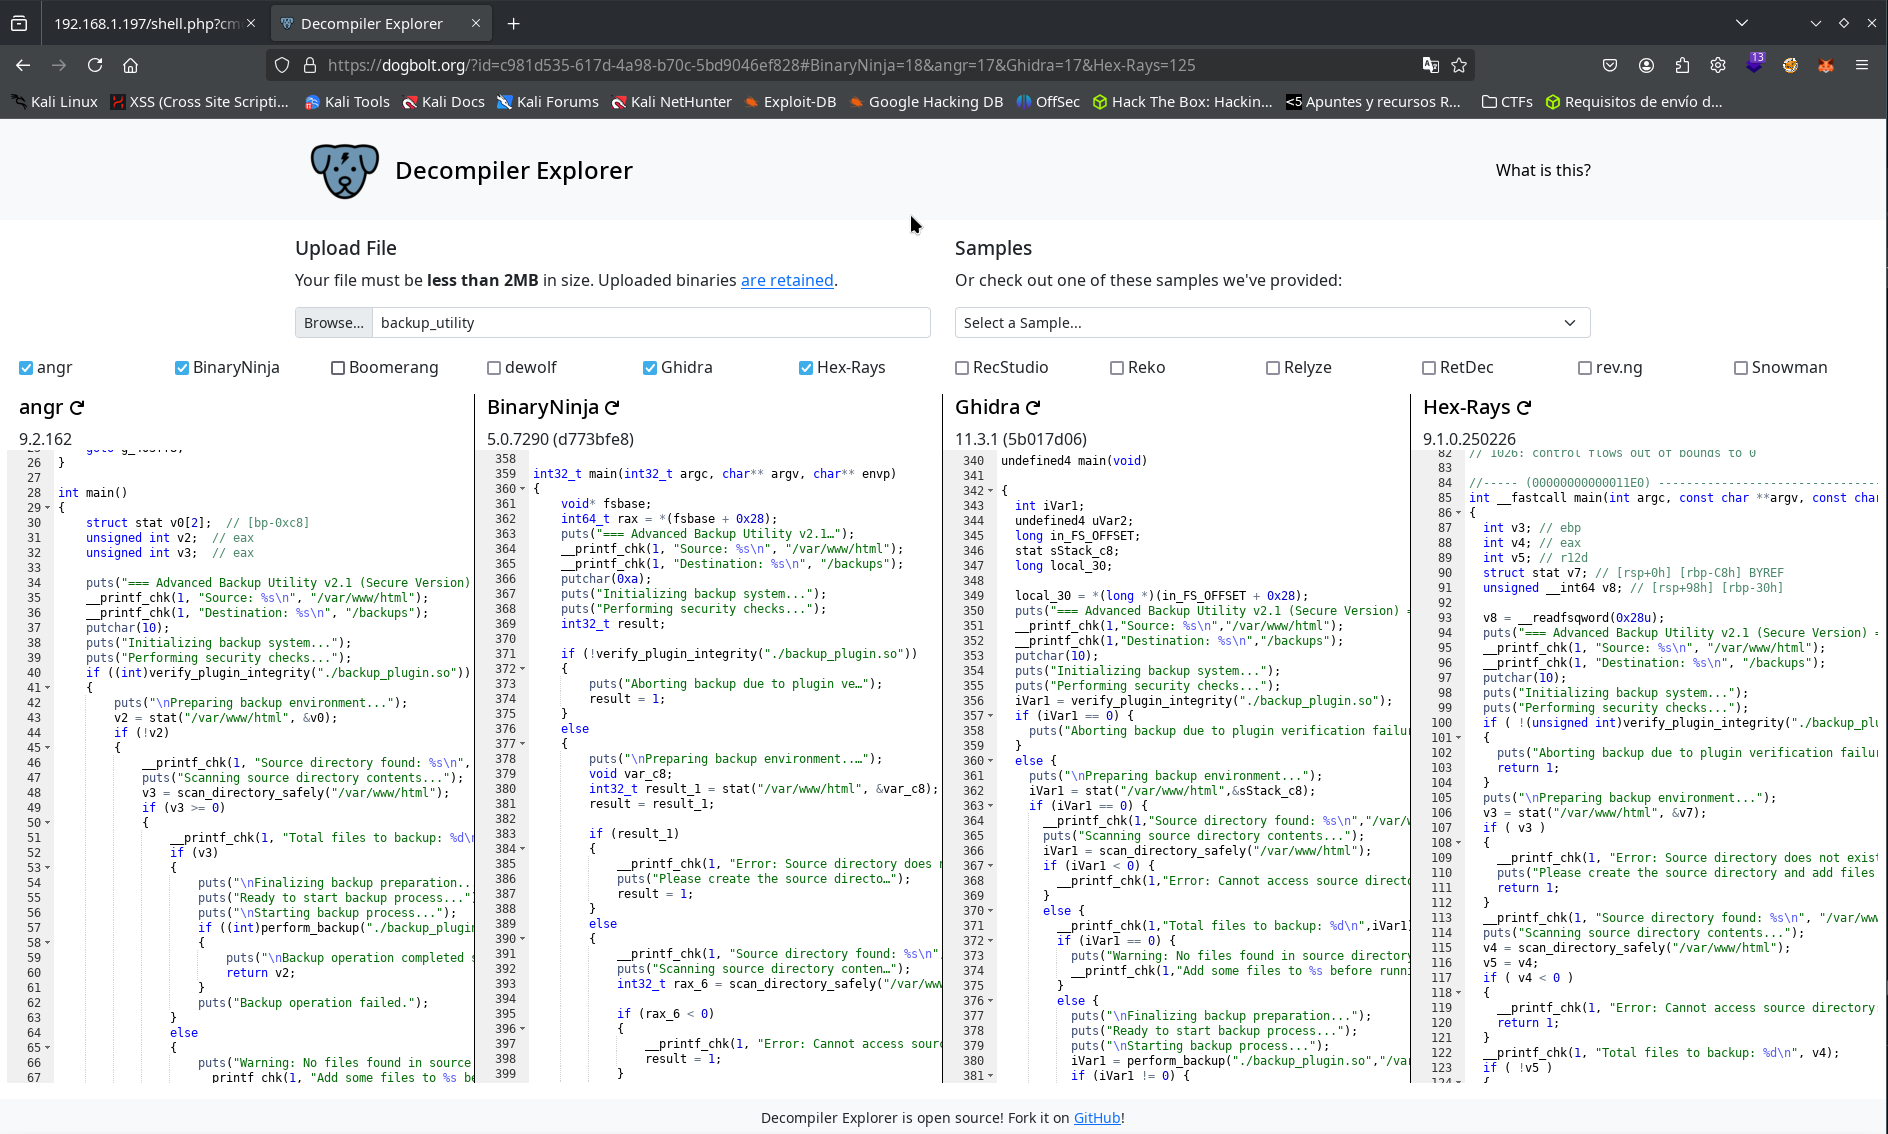 192.168.1.197/shell.php?cm
Decompiler Explorer
https://dogbolt.org/?id=c981d535-617d-4a98-b70c-5bd9046ef828#BinaryNinja=18&angr=17&Ghidra=17&Hex-Rays=125
13
Kali Linux
XSS (Cross Site Scripti...
Kali Tools
Kali Docs
Kali Forums
Kali NetHunter
Exploit-DB
Google Hacking DB
OffSec
Hack The Box: Hackin...
<5 Apuntes y recursos R...
CTFs
Requisitos de envío d...
Decompiler Explorer
What is this?
Upload File
Your file must be less than 2MB in size. Uploaded binaries are retained.
Browse... backup_utility
Samples
Or check out one of these samples we've provided:
Select a Sample...
angr
BinaryNinja
Boomerang
dewolf
Ghidra
Hex-Rays
RecStudio
Reko
Relyze
RetDec
rev.ng
Snowman
angr
9.2.162
26 }
27
28 int main()
29 {
30 struct stat v0[2]; // [bp-0xc8]
31 unsigned int v2; // eax
32 unsigned int v3; // eax
33
34 puts("=== Advanced Backup Utility v2.1 (Secure Version)
35 __printf_chk(1, "Source: %s\n", "/var/www/html");
36 __printf_chk(1, "Destination: %s\n", "/backups");
37 putchar(10);
38 puts("Initializing backup system...");
39 puts("Performing security checks...");
40 if ((int)verify_plugin_integrity("./backup_plugin.so"))
41 {
42 puts("\nPreparing backup environment...");
43 v2 = stat("/var/www/html", &v0);
44 if (!v2)
45 {
46 __printf_chk(1, "Source directory found: %s\n",
47 puts("Scanning source directory contents...");
48 v3 = scan_directory_safely("/var/www/html");
49 if (v3 >= 0)
50 {
51 __printf_chk(1, "Total files to backup: %d\n
52 if (v3)
53 {
54 puts("\nFinalizing backup preparation..
55 puts("Ready to start backup process..."
56 puts("\nStarting backup process...");
57 if ((int)perform_backup("./backup_plugin
58 {
59 puts("\nBackup operation completed s
60 return v2;
61 }
62 puts("Backup operation failed.");
63 }
64 else
65 {
66 puts("Warning: No files found in source
67 __printf_chk(1, "Add some files to %s be
BinaryNinja
5.0.7290 (d773bfe8)
358
359 int32_t main(int32_t argc, char** argv, char** envp)
360 {
361 void* fsbase;
362 int64_t rax = *(fsbase + 0x28);
363 puts("=== Advanced Backup Utility v2.1…");
364 __printf_chk(1, "Source: %s\n", "/var/www/html");
365 __printf_chk(1, "Destination: %s\n", "/backups");
366 putchar(0xa);
367 puts("Initializing backup system...");
368 puts("Performing security checks...");
369 int32_t result;
370
371 if (!verify_plugin_integrity("./backup_plugin.so"))
372 {
373 puts("Aborting backup due to plugin ve…");
374 result = 1;
375 }
376 else
377 {
378 puts("\nPreparing backup environment..…");
379 void var_c8;
380 int32_t result_1 = stat("/var/www/html", &var_c8);
381 result = result_1;
382
383 if (result_1)
384 {
385 __printf_chk(1, "Error: Source directory does n
386 puts("Please create the source directo…");
387 result = 1;
388 }
389 else
390 {
391 __printf_chk(1, "Source directory found: %s\n",
392 puts("Scanning source directory conten…");
393 int32_t rax_6 = scan_directory_safely("/var/ww
394
395 if (rax_6 < 0)
396 {
397 __printf_chk(1, "Error: Cannot access sourc
398 result = 1;
399 }
Ghidra
11.3.1 (5b017d06)
340 undefined4 main(void)
341
342 {
343 int iVar1;
344 undefined4 uVar2;
345 long in_FS_OFFSET;
346 stat sStack_c8;
347 long local_30;
348
349 local_30 = *(long *)(in_FS_OFFSET + 0x28);
350 puts("=== Advanced Backup Utility v2.1 (Secure Version) =
351 __printf_chk(1,"Source: %s\n","/var/www/html");
352 __printf_chk(1,"Destination: %s\n","/backups");
353 putchar(10);
354 puts("Initializing backup system...");
355 puts("Performing security checks...");
356 iVar1 = verify_plugin_integrity("./backup_plugin.so");
357 if (iVar1 == 0) {
358 puts("Aborting backup due to plugin verification failur
359 }
360 else {
361 puts("\nPreparing backup environment...");
362 iVar1 = stat("/var/www/html",&sStack_c8);
363 if (iVar1 == 0) {
364 __printf_chk(1,"Source directory found: %s\n","/var/w
365 puts("Scanning source directory contents...");
366 iVar1 = scan_directory_safely("/var/www/html");
367 if (iVar1 < 0) {
368 __printf_chk(1,"Error: Cannot access source directo
369 }
370 else {
371 __printf_chk(1,"Total files to backup: %d\n",iVar1)
372 if (iVar1 == 0) {
373 puts("Warning: No files found in source director
374 __printf_chk(1,"Add some files to %s before runni
375 }
376 else {
377 puts("\nFinalizing backup preparation...");
378 puts("Ready to start backup process...");
379 puts("\nStarting backup process...");
380 iVar1 = perform_backup("./backup_plugin.so","/var
381 if (iVar1 != 0) {
Hex-Rays
9.1.0.250226
82 // 1026: control flows out of bounds to 0
83
84 //----- (00000000000011E0) --------------------------------
85 int __fastcall main(int argc, const char **argv, const char
86 {
87 int v3; // ebp
88 int v4; // eax
89 int v5; // r12d
90 struct stat v7; // [rsp+0h] [rbp-C8h] BYREF
91 unsigned __int64 v8; // [rsp+98h] [rbp-30h]
92
93 v8 = __readfsqword(0x28u);
94 puts("=== Advanced Backup Utility v2.1 (Secure Version) =
95 __printf_chk(1, "Source: %s\n", "/var/www/html");
96 __printf_chk(1, "Destination: %s\n", "/backups");
97 putchar(10);
98 puts("Initializing backup system...");
99 puts("Performing security checks...");
100 if ( !(unsigned int)verify_plugin_integrity("./backup_plu
101 {
102 puts("Aborting backup due to plugin verification failur
103 return 1;
104 }
105 puts("\nPreparing backup environment...");
106 v3 = stat("/var/www/html", &v7);
107 if ( v3 )
108 {
109 __printf_chk(1, "Error: Source directory does not exist
110 puts("Please create the source directory and add files
111 return 1;
112 }
113 __printf_chk(1, "Source directory found: %s\n", "/var/ww
114 puts("Scanning source directory contents...");
115 v4 = scan_directory_safely("/var/www/html");
116 v5 = v4;
117 if ( v4 < 0 )
118 {
119 __printf_chk(1, "Error: Cannot access source directory
120 return 1;
121 }
122 __printf_chk(1, "Total files to backup: %d\n", v4);
123 if ( !v5 )
124 {
Decompiler Explorer is open source! Fork it on GitHub!